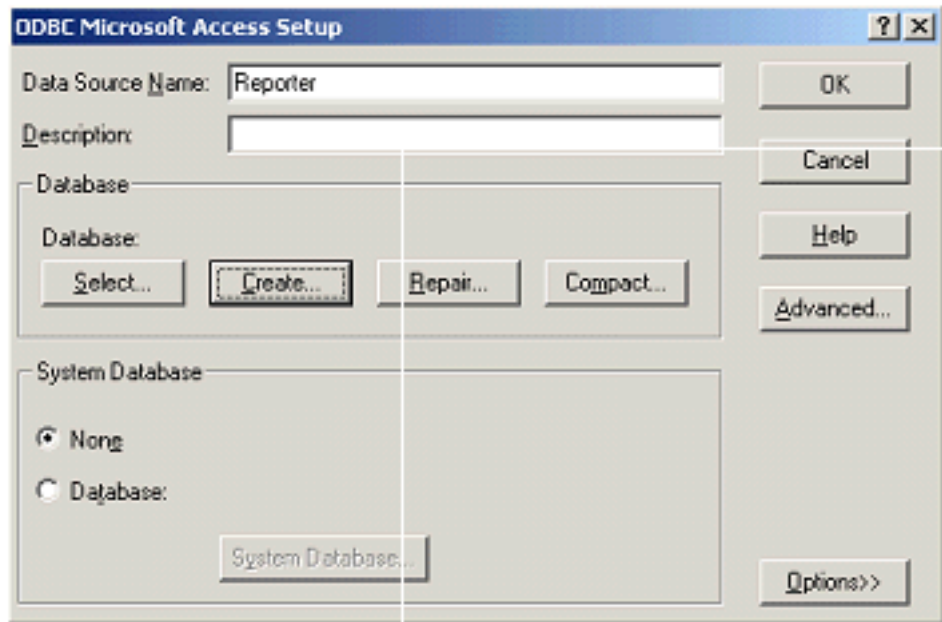 ODBC Microsoft Access Setup
Data Source Name: Reporter
OK
Description:
Cancel
Database
Database:
Help
Select... Create... Repair... Compact...
Advanced...
System Database
None
Database:
System Database...
Options>>